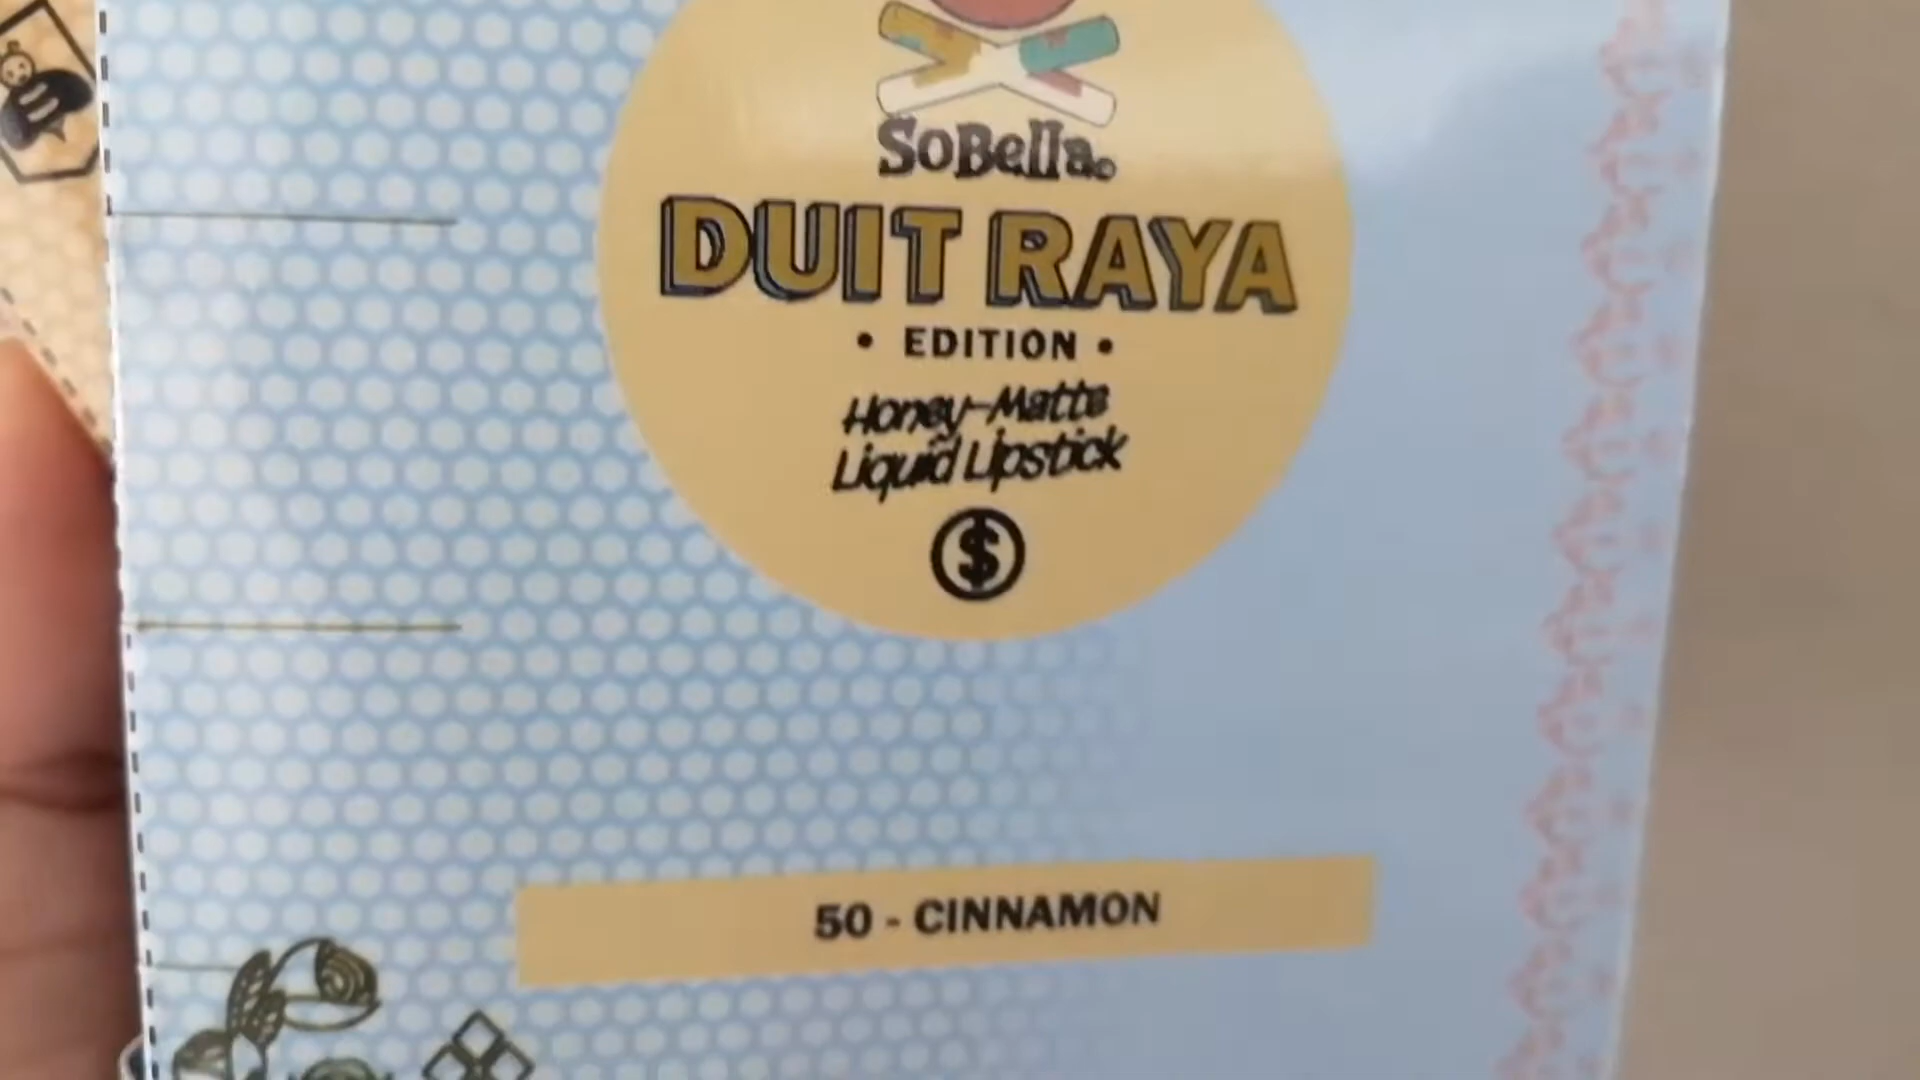 SoBella
DUIT RAYA
• EDITION •
Honey-Matte
Liquid Lipstick
$
50 - CINNAMON